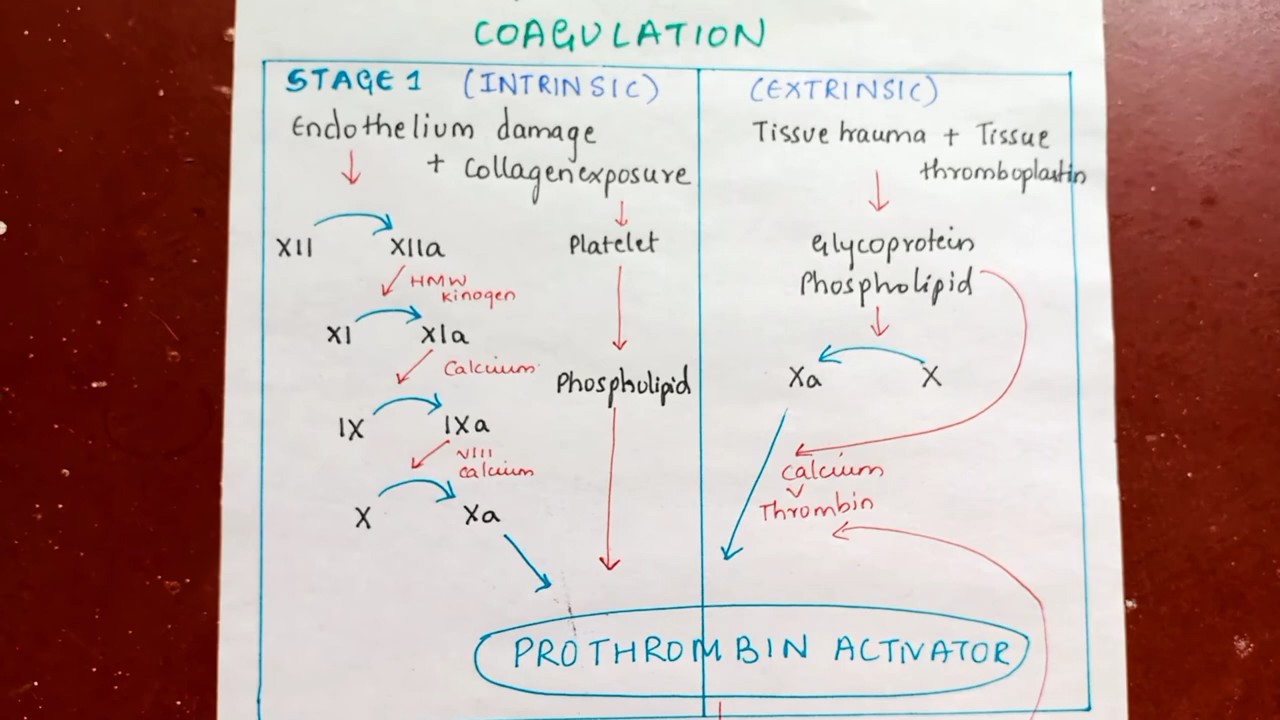 COAGULATION
STAGE 1 (INTRINSIC)
Endothelium damage
+ Collagen exposure
XII XIIa
HMW
kinogen
XI XIa
Calcium
IX IXa
VIII
calcium
X Xa
Platelet
Phospholipid
(EXTRINSIC)
Tissue trauma + Tissue
thromboplastin
Glycoprotein
Phospholipid
Xa X
Calcium
V
Thrombin
PROTHROMBIN ACTIVATOR